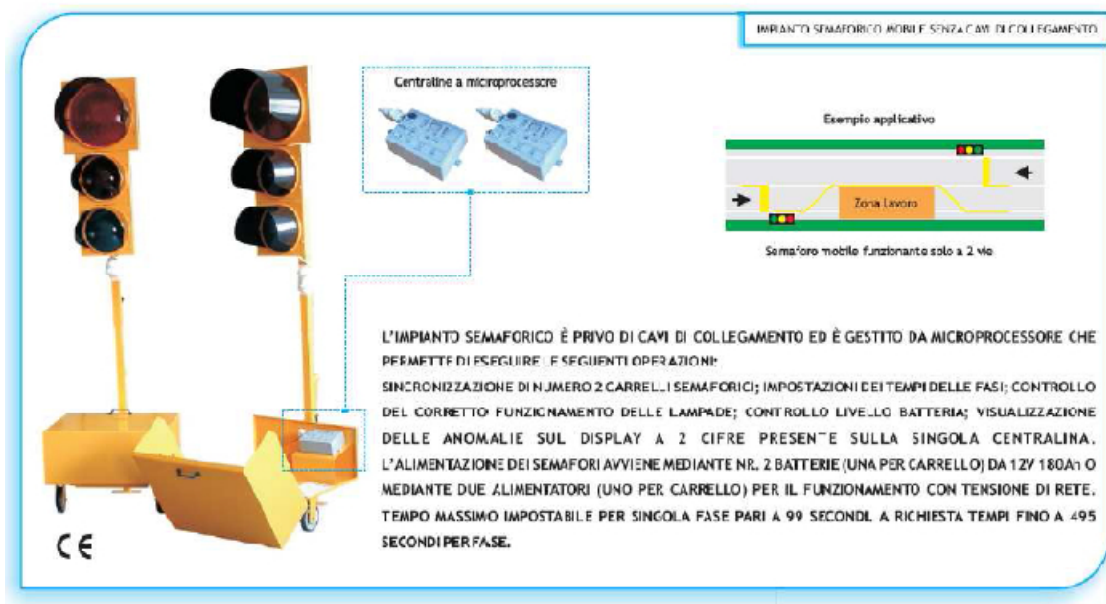 IMPIANTO SEMAFORICO MOBILE SENZA CAVI DI COLLEGAMENTO
Centraline a microprocessore
Esempio applicativo
Zona Lavoro
Semaforo mobile funzionante solo a 2 vie
L'IMPIANTO SEMAFORICO È PRIVO DI CAVI DI COLLEGAMENTO ED È GESTITO DA MICROPROCESSORE CHE
PERMETTE DI ESEGUIRE LE SEGUENTI OPERAZIONI:
SINCRONIZZAZIONE DI NUMERO 2 CARRELLI SEMAFORICI; IMPOSTAZIONI DEI TEMPI DELLE FASI; CONTROLLO
DEL CORRETTO FUNZIONAMENTO DELLE LAMPADE; CONTROLLO LIVELLO BATTERIA; VISUALIZZAZIONE
DELLE ANOMALIE SUL DISPLAY A 2 CIFRE PRESENTE SULLA SINGOLA CENTRALINA.
L'ALIMENTAZIONE DEI SEMAFORI AVVIENE MEDIANTE NR. 2 BATTERIE (UNA PER CARRELLO) DA 12V 180Ah O
MEDIANTE DUE ALIMENTATORI (UNO PER CARRELLO) PER IL FUNZIONAMENTO CON TENSIONE DI RETE.
TEMPO MASSIMO IMPOSTABILE PER SINGOLA FASE PARI A 99 SECONDI. A RICHIESTA TEMPI FINO A 495
SECONDI PER FASE.
CE